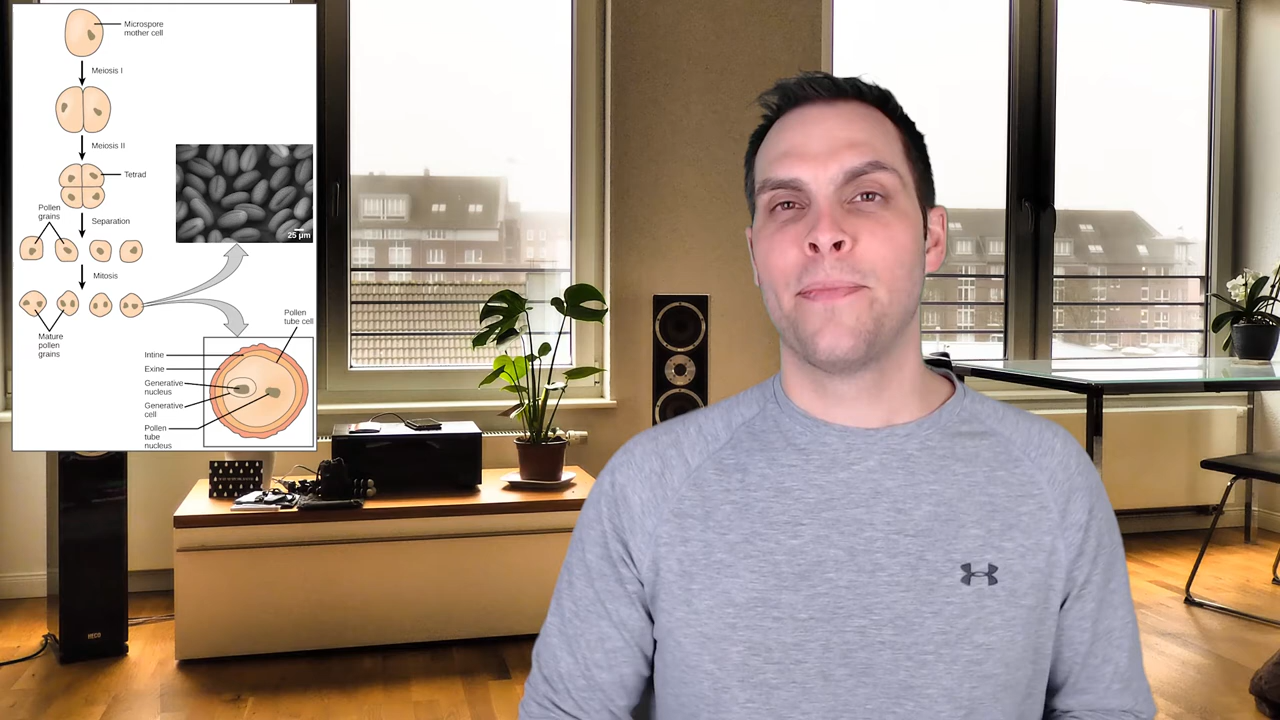 Microspore
mother cell
Meiosis I
Meiosis II
Tetrad
Pollen
grains
Separation
25 µm
Mitosis
Mature
pollen
grains
Pollen
tube cell
Intine
Exine
Generative
nucleus
Generative
cell
Pollen
tube
nucleus
HECO